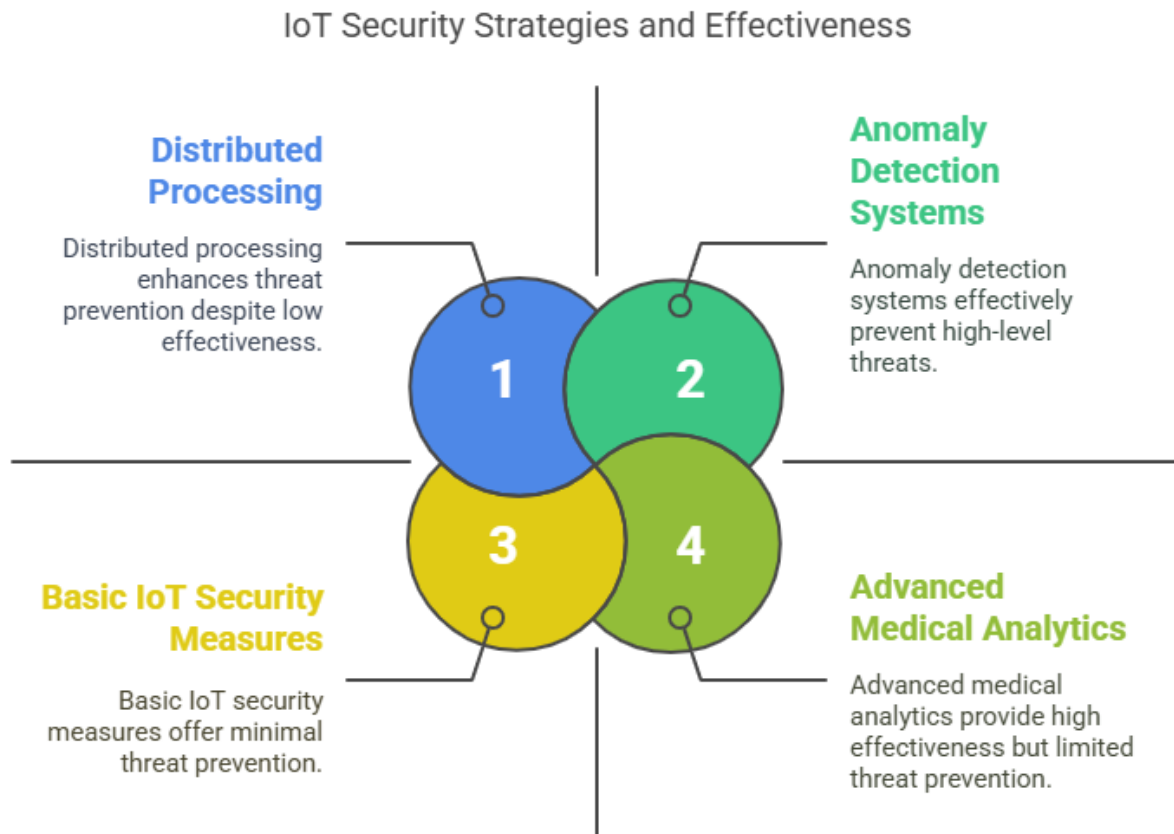 IoT Security Strategies and Effectiveness
Distributed
Processing
Distributed processing
enhances threat
prevention despite low
effectiveness.
Anomaly
Detection
Systems
Anomaly detection
systems effectively
prevent high-level
threats.
1
2
3
4
Basic IoT Security
Measures
Basic IoT security
measures offer minimal
threat prevention.
Advanced
Medical Analytics
Advanced medical
analytics provide high
effectiveness but limited
threat prevention.